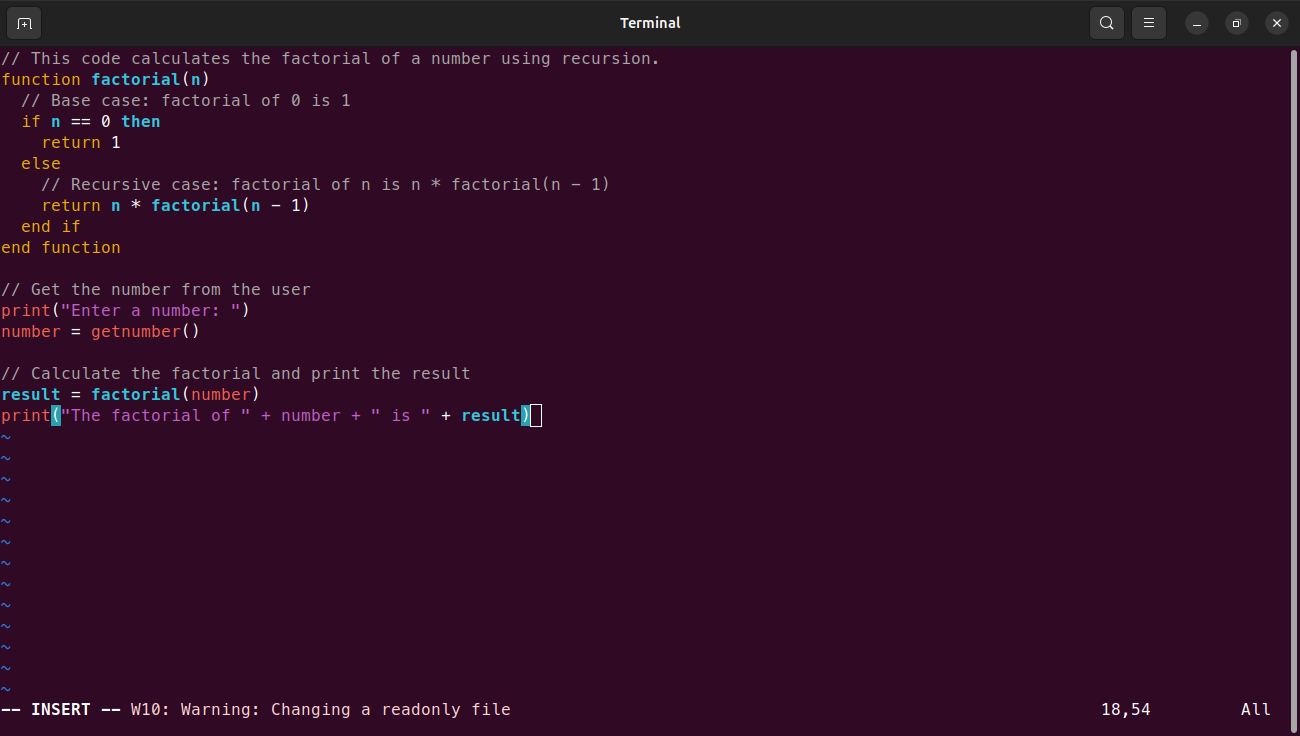 Terminal
// This code calculates the factorial of a number using recursion.
function factorial(n)
  // Base case: factorial of 0 is 1
  if n == 0 then
    return 1
  else
    // Recursive case: factorial of n is n * factorial(n - 1)
    return n * factorial(n - 1)
  end if
end function

// Get the number from the user
print("Enter a number: ")
number = getnumber()

// Calculate the factorial and print the result
result = factorial(number)
print("The factorial of " + number + " is " + result)
~
~
~
~
~
~
~
~
~
~
~
~
~
-- INSERT -- W10: Warning: Changing a readonly file 18,54 All